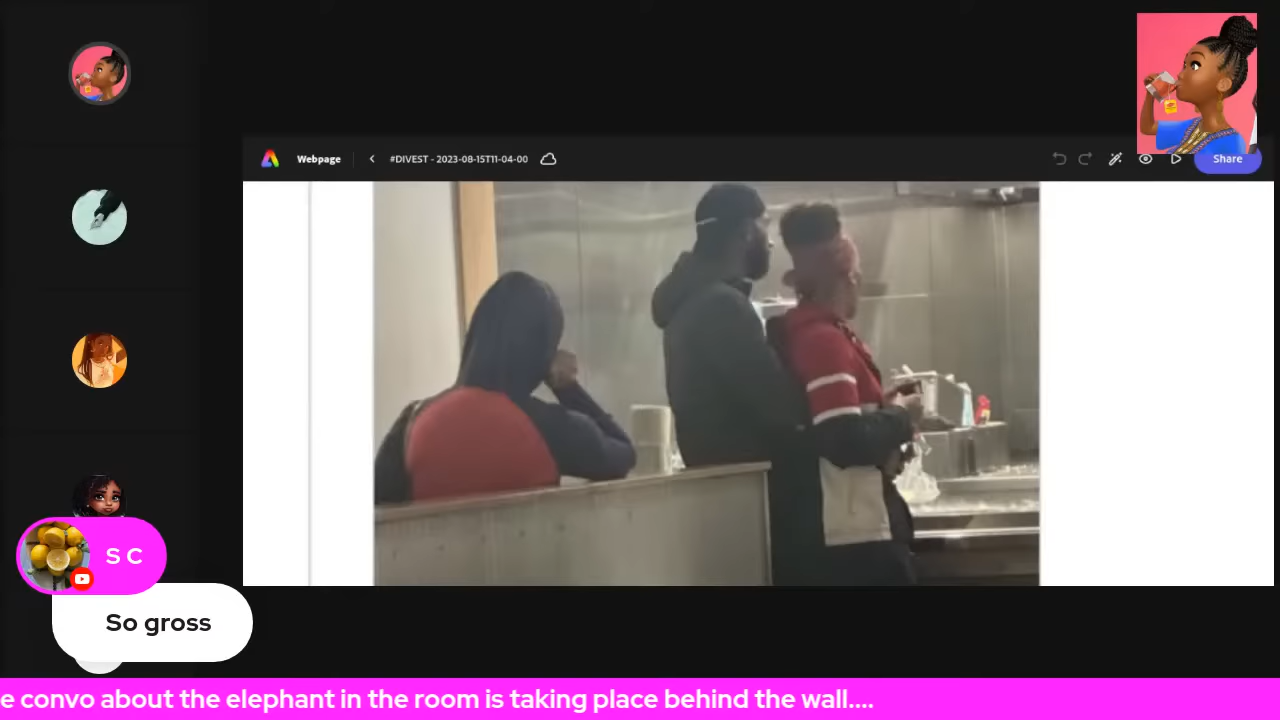 Webpage
#DIVEST - 2023-08-15T11-04-00
Share
S C
So gross
e convo about the elephant in the room is taking place behind the wall....